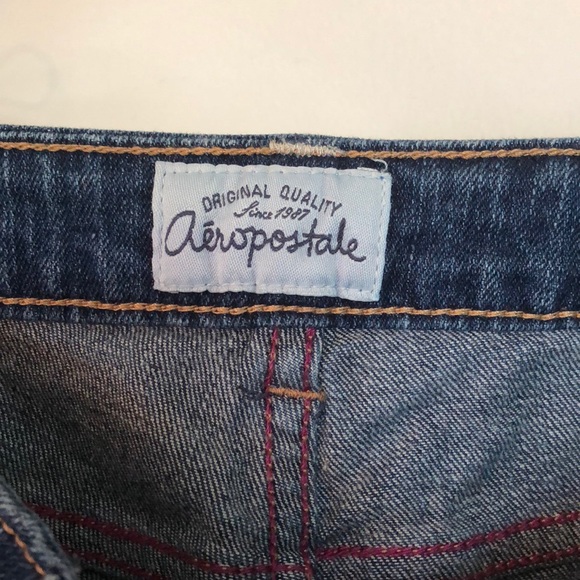 ORIGINAL QUALITY
Since 1987
Aéropostale